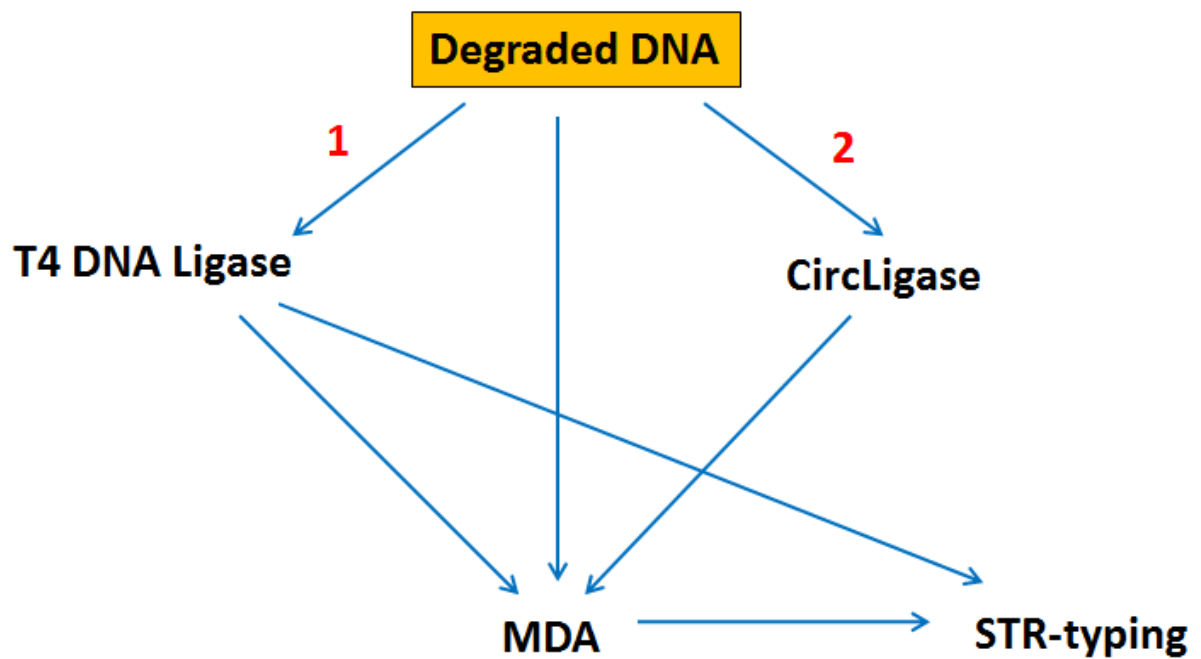 Degraded DNA
1
2
T4 DNA Ligase
CircLigase
MDA
STR-typing